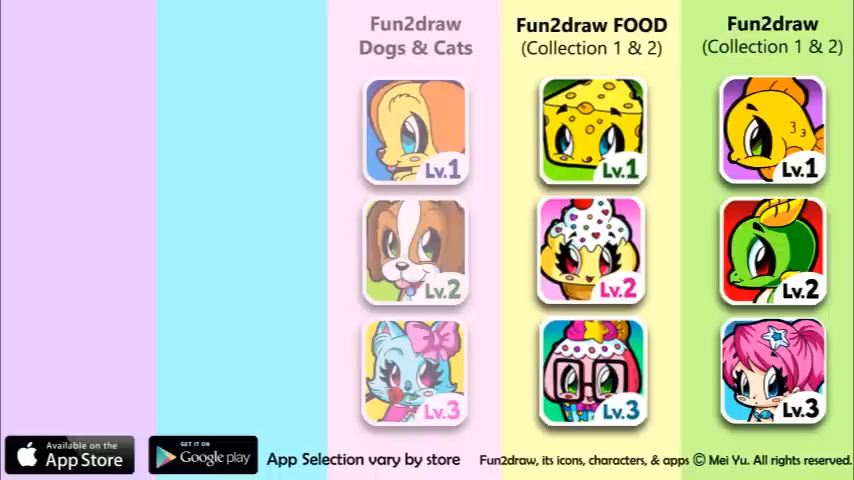 Fun2draw
Dogs & Cats
Lv.1
Lv.2
Lv.3
Fun2draw FOOD
(Collection 1 & 2)
Lv.1
Lv.2
Lv.3
Fun2draw
(Collection 1 & 2)
Lv.1
Lv.2
Lv.3
Available on the
App Store
GET IT ON
Google play
App Selection vary by store
Fun2draw, its icons, characters, & apps © Mei Yu. All rights reserved.